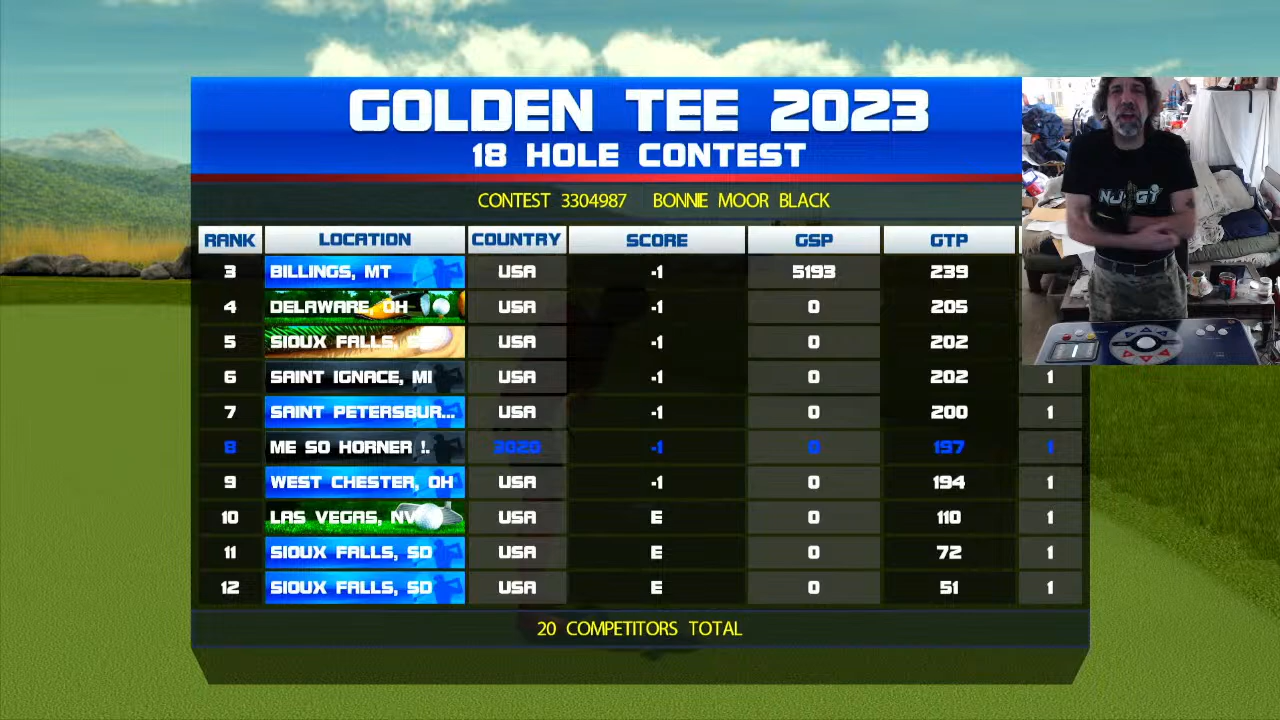 GOLDEN TEE 2023
18 HOLE CONTEST
CONTEST 3304987 BONNIE MOOR BLACK
RANK LOCATION COUNTRY SCORE GSP GTP
3 BILLINGS, MT USA -1 5193 239
4 DELAWARE, OH USA -1 0 205
5 SIOUX FALLS, USA -1 0 202
6 SAINT IGNACE, MI USA -1 0 202 1
7 SAINT PETERSBUR... USA -1 0 200 1
8 ME SO HORNER !. 3020 -1 0 197 1
9 WEST CHESTER, OH USA -1 0 194 1
10 LAS VEGAS, NV USA E 0 110 1
11 SIOUX FALLS, SD USA E 0 72 1
12 SIOUX FALLS, SD USA E 0 51 1
20 COMPETITORS TOTAL